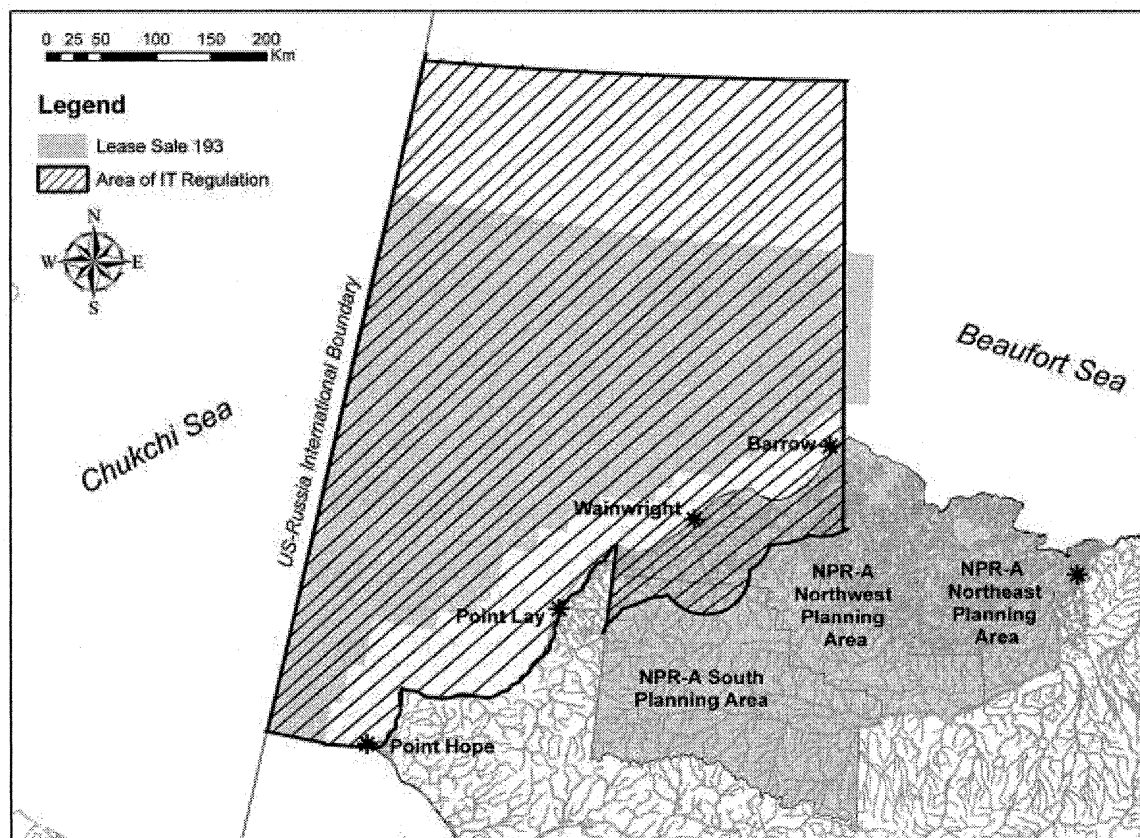 0 25 50 100 150 200
Km
Legend
Lease Sale 193
Area of IT Regulation
N
W E
S
US-Russia International Boundary
Chukchi Sea
Beaufort Sea
Barrow
Wainwright
Point Lay
Point Hope
NPR-A
Northwest
Planning
Area
NPR-A
Northeast
Planning
Area
NPR-A South
Planning Area